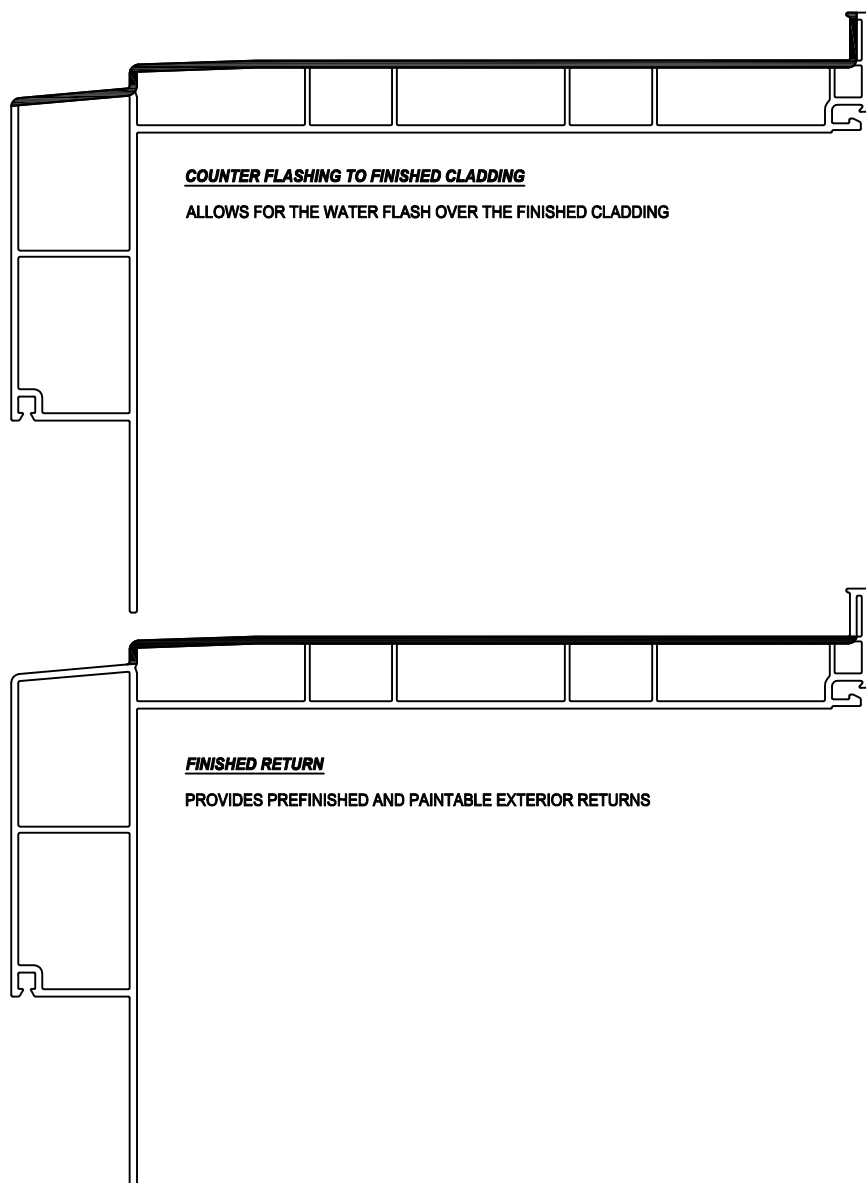 COUNTER FLASHING TO FINISHED CLADDING
ALLOWS FOR THE WATER FLASH OVER THE FINISHED CLADDING
FINISHED RETURN
PROVIDES PREFINISHED AND PAINTABLE EXTERIOR RETURNS